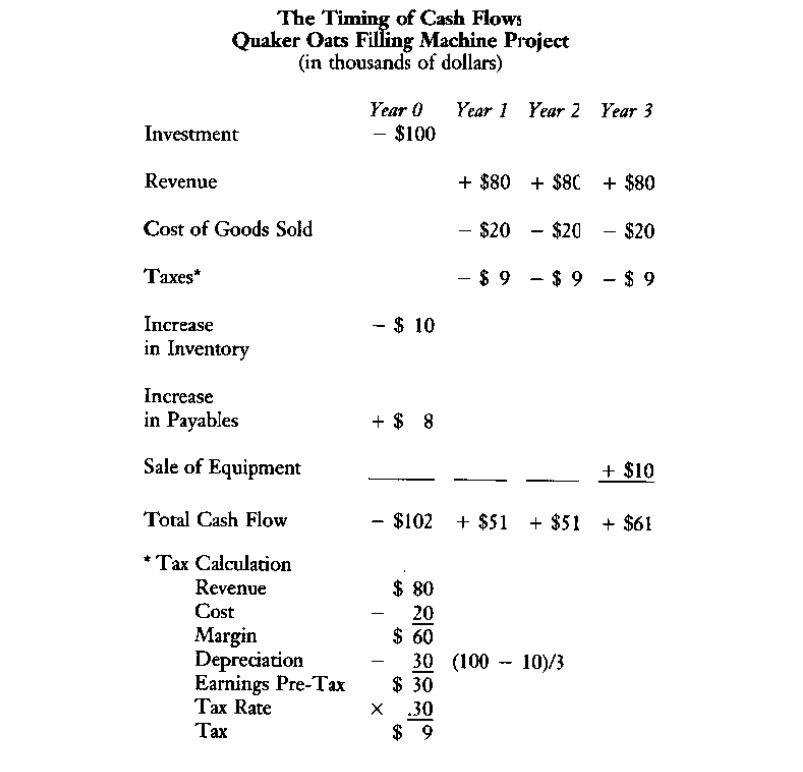 The Timing of Cash Flows
Quaker Oats Filling Machine Project
(in thousands of dollars)
Year 0 Year 1 Year 2 Year 3
Investment − $100
Revenue + $80 + $80 + $80
Cost of Goods Sold − $20 − $20 − $20
Taxes* − $ 9 − $ 9 − $ 9
Increase − $ 10
in Inventory
Increase
in Payables + $ 8
Sale of Equipment + $10
Total Cash Flow − $102 + $51 + $51 + $61
* Tax Calculation
Revenue $ 80
Cost − 20
Margin $ 60
Depreciation − 30 (100 − 10)/3
Earnings Pre-Tax $ 30
Tax Rate × .30
Tax $ 9